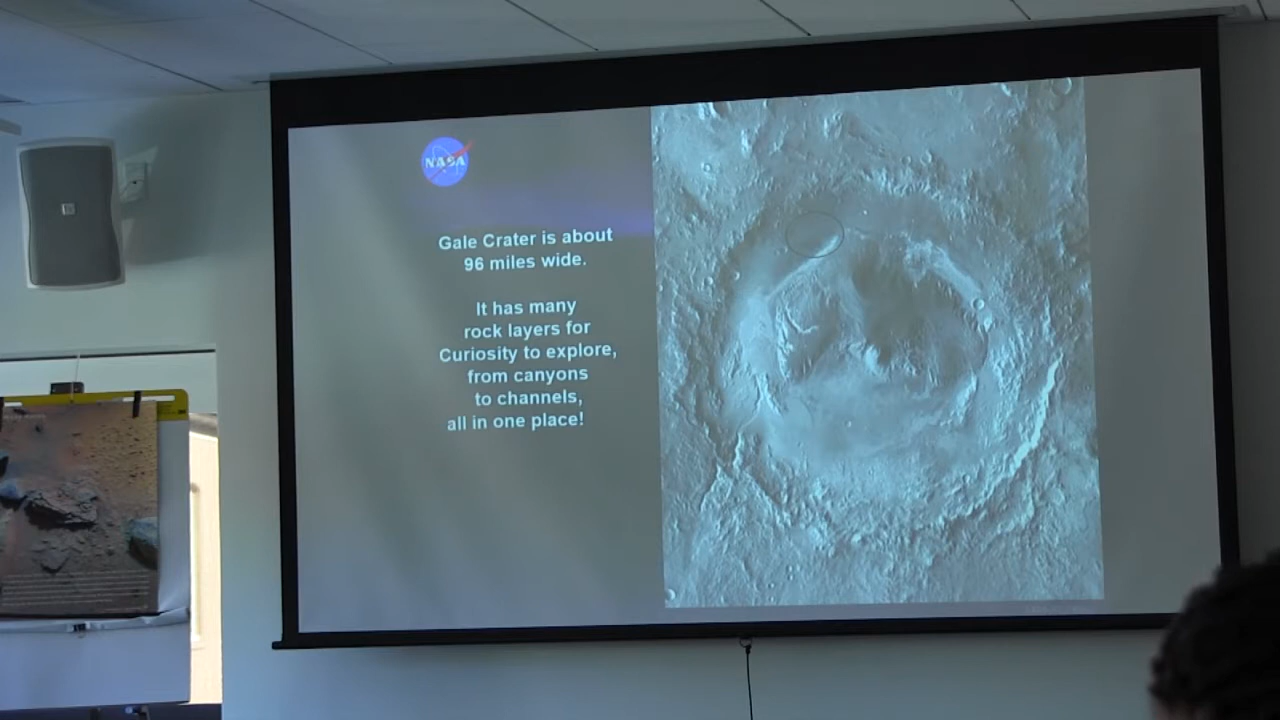 NASA
Gale Crater is about
96 miles wide.
It has many
rock layers for
Curiosity to explore,
from canyons
to channels,
all in one place!